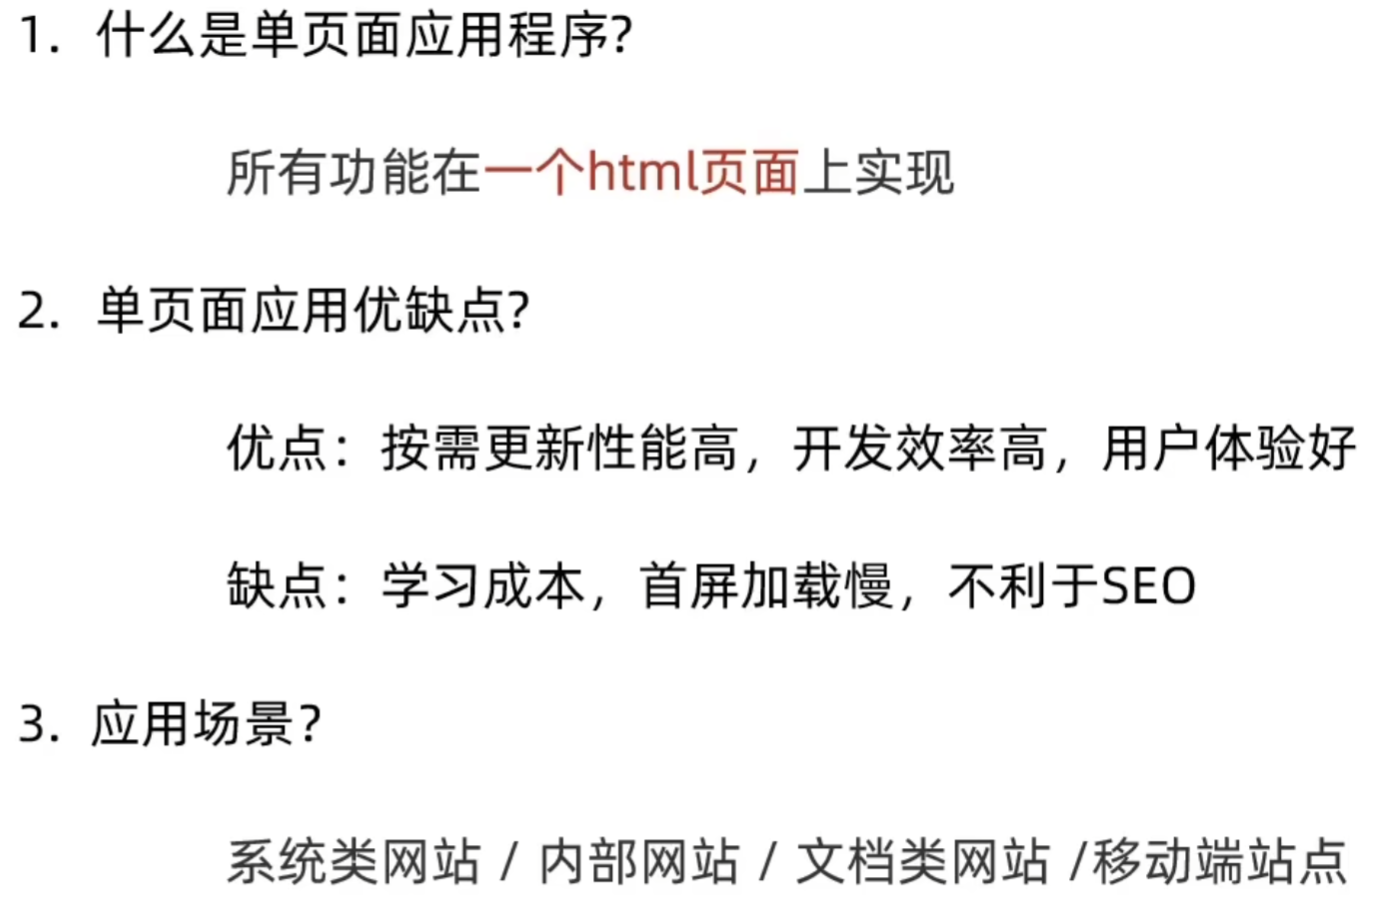 1. 什么是单页面应用程序?
所有功能在一个html页面上实现
2. 单页面应用优缺点?
优点：按需更新性能高，开发效率高，用户体验好
缺点：学习成本，首屏加载慢，不利于SEO
3. 应用场景？
系统类网站 / 内部网站 / 文档类网站 /移动端站点